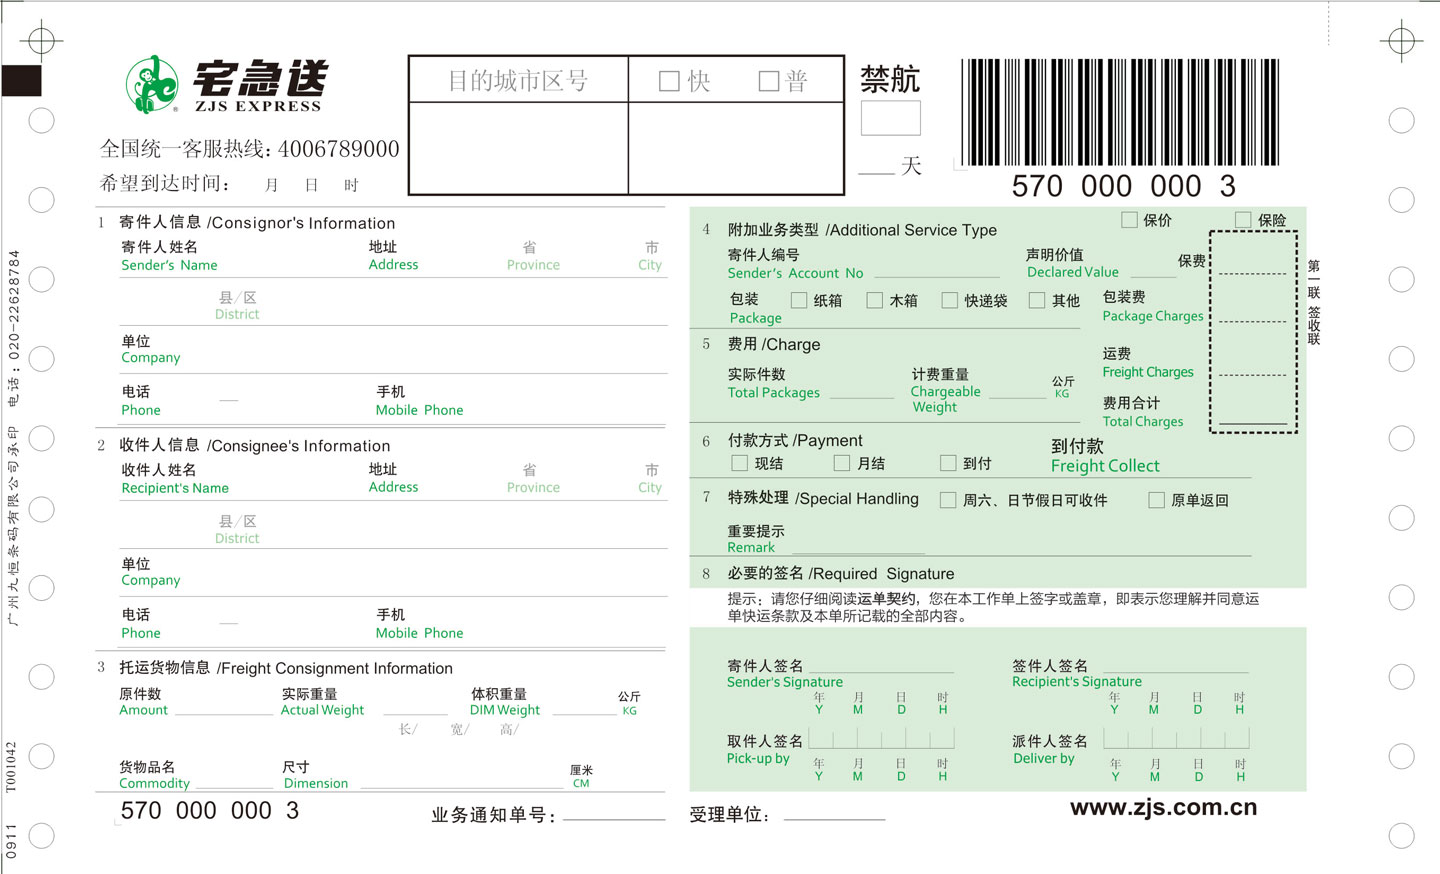 宅急送
ZJS EXPRESS
®
全国统一客服热线：4006789000
希望到达时间： 月 日 时
目的城市区号 □快 □普
禁航
天
570 000 000 3
1 寄件人信息 /Consignor's Information
寄件人姓名 地址 省 市
Sender's Name Address Province City
县/区
District
单位
Company
电话 手机
Phone Mobile Phone
2 收件人信息 /Consignee's Information
收件人姓名 地址 省 市
Recipient's Name Address Province City
县/区
District
单位
Company
电话 手机
Phone Mobile Phone
3 托运货物信息 /Freight Consignment Information
原件数 实际重量 体积重量 公斤
Amount Actual Weight DIM Weight KG
长/ 宽/ 高/
货物品名 尺寸 厘米
Commodity Dimension CM
570 000 000 3
业务通知单号：
4 附加业务类型 /Additional Service Type □ 保价 □ 保险
寄件人编号 声明价值 保费
Sender's Account No Declared Value
包装 □ 纸箱 □ 木箱 □ 快递袋 □ 其他 包装费
Package Package Charges
5 费用 /Charge
运费
Freight Charges
实际件数 计费重量 公斤
Total Packages Chargeable Weight KG
费用合计
Total Charges
6 付款方式 /Payment 到付款
□ 现结 □ 月结 □ 到付 Freight Collect
7 特殊处理 /Special Handling □ 周六、日节假日可收件 □ 原单返回
重要提示
Remark
8 必要的签名 /Required Signature
提示：请您仔细阅读运单契约，您在本工作单上签字或盖章，即表示您理解并同意运
单快运条款及本单所记载的全部内容。
寄件人签名 签件人签名
Sender's Signature Recipient's Signature
年 月 日 时 年 月 日 时
Y M D H Y M D H
取件人签名 派件人签名
Pick-up by Deliver by
年 月 日 时 年 月 日 时
Y M D H Y M D H
受理单位：
www.zjs.com.cn
第一联 签收联
广州九恒条码有限公司承印 电话：020-22628784
0911 T001042